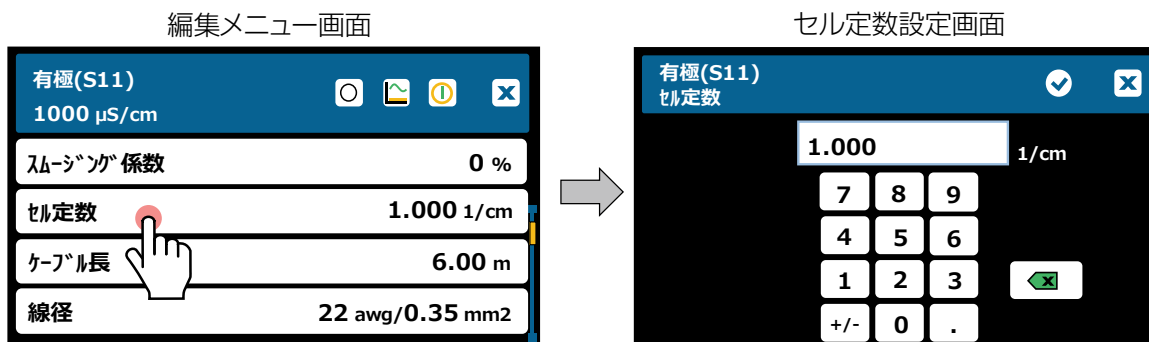 編集メニュー画面
有極(S11)
1000 µS/cm
ｽﾑｰｼﾞﾝｸﾞ係数 0 %
ｾﾙ定数 1.000 1/cm
ｹｰﾌﾞﾙ長 6.00 m
線径 22 awg/0.35 mm2
セル定数設定画面
有極(S11)
ｾﾙ定数
1.000 1/cm
7 8 9
4 5 6
1 2 3
+/- 0 .